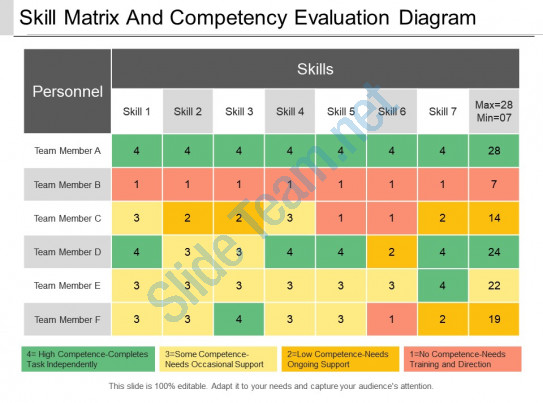 Skill Matrix And Competency Evaluation Diagram
Personnel
Skills
Skill 1 Skill 2 Skill 3 Skill 4 Skill 5 Skill 6 Skill 7 Max=28
Min=07
Team Member A 4 4 4 4 4 4 4 28
Team Member B 1 1 1 1 1 1 1 7
Team Member C 3 2 2 3 1 1 2 14
Team Member D 4 3 3 4 4 2 4 24
Team Member E 3 3 3 3 3 3 4 22
Team Member F 3 3 4 3 3 1 2 19
4= High Competence-Completes
Task Independently
3=Some Competence-
Needs Occasional Support
2=Low Competence-Needs
Ongoing Support
1=No Competence-Needs
Training and Direction
This slide is 100% editable. Adapt it to your needs and capture your audience's attention.
SlideTeam.net